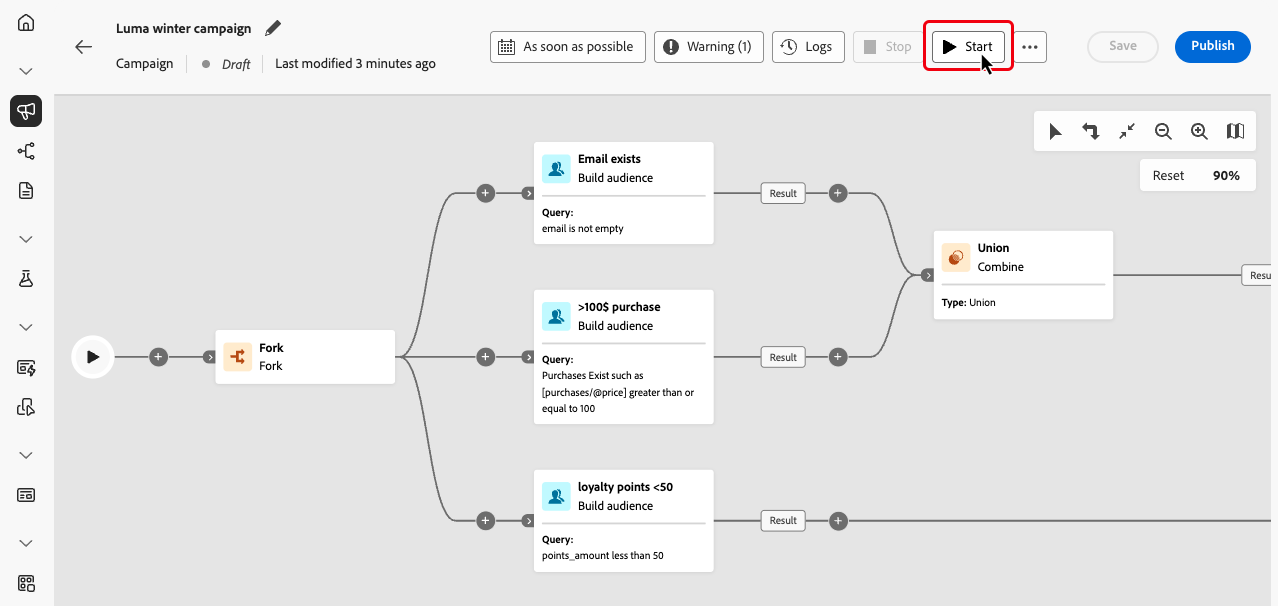 Luma winter campaign
Campaign
Draft
Last modified 3 minutes ago
As soon as possible
Warning (1)
Logs
Stop
Start
Save
Publish
Reset
90%
Email exists
Build audience
Query:
email is not empty
Result
Union
Combine
Type: Union
Resu
>100$ purchase
Build audience
Query:
Purchases Exist such as
[purchases/@price] greater than or
equal to 100
Result
Fork
Fork
loyalty points <50
Build audience
Query:
points_amount less than 50
Result